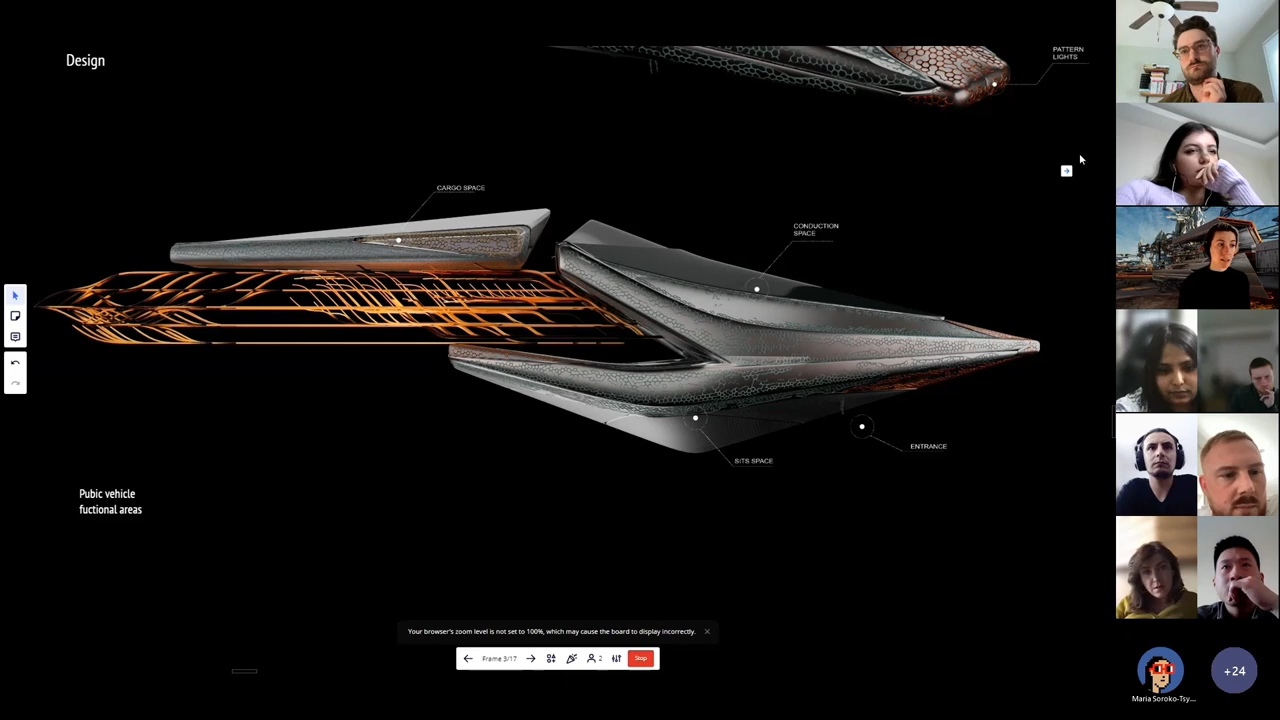 Design
PATTERN
LIGHTS
CARGO SPACE
CONDUCTION
SPACE
ENTRANCE
SITS SPACE
Pubic vehicle
fuctional areas
Your browser's zoom level is not set to 100%, which may cause the board to display incorrectly.
Frame 3/17
2
Stop
+24
Maria Soroko-Tsy...